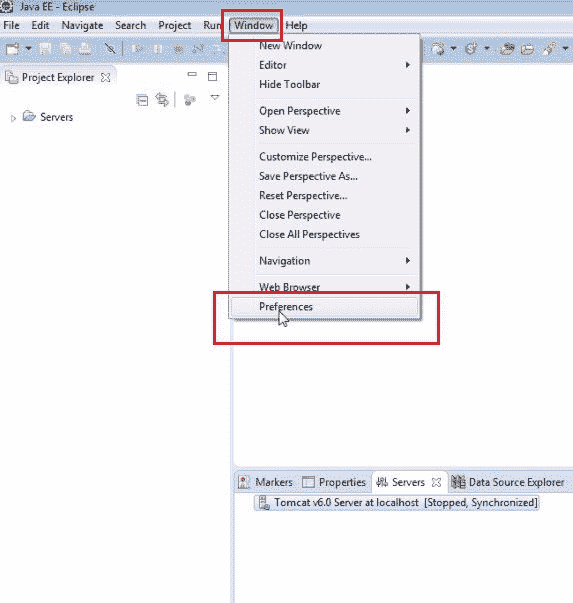 Java EE - Eclipse
File Edit Navigate Search Project Run Window Help
New Window
Editor
Hide Toolbar
Project Explorer
Servers
Open Perspective
Show View
Customize Perspective...
Save Perspective As...
Reset Perspective...
Close Perspective
Close All Perspectives
Navigation
Web Browser
Preferences
Markers Properties Servers Data Source Explorer
Tomcat v6.0 Server at localhost [Stopped, Synchronized]